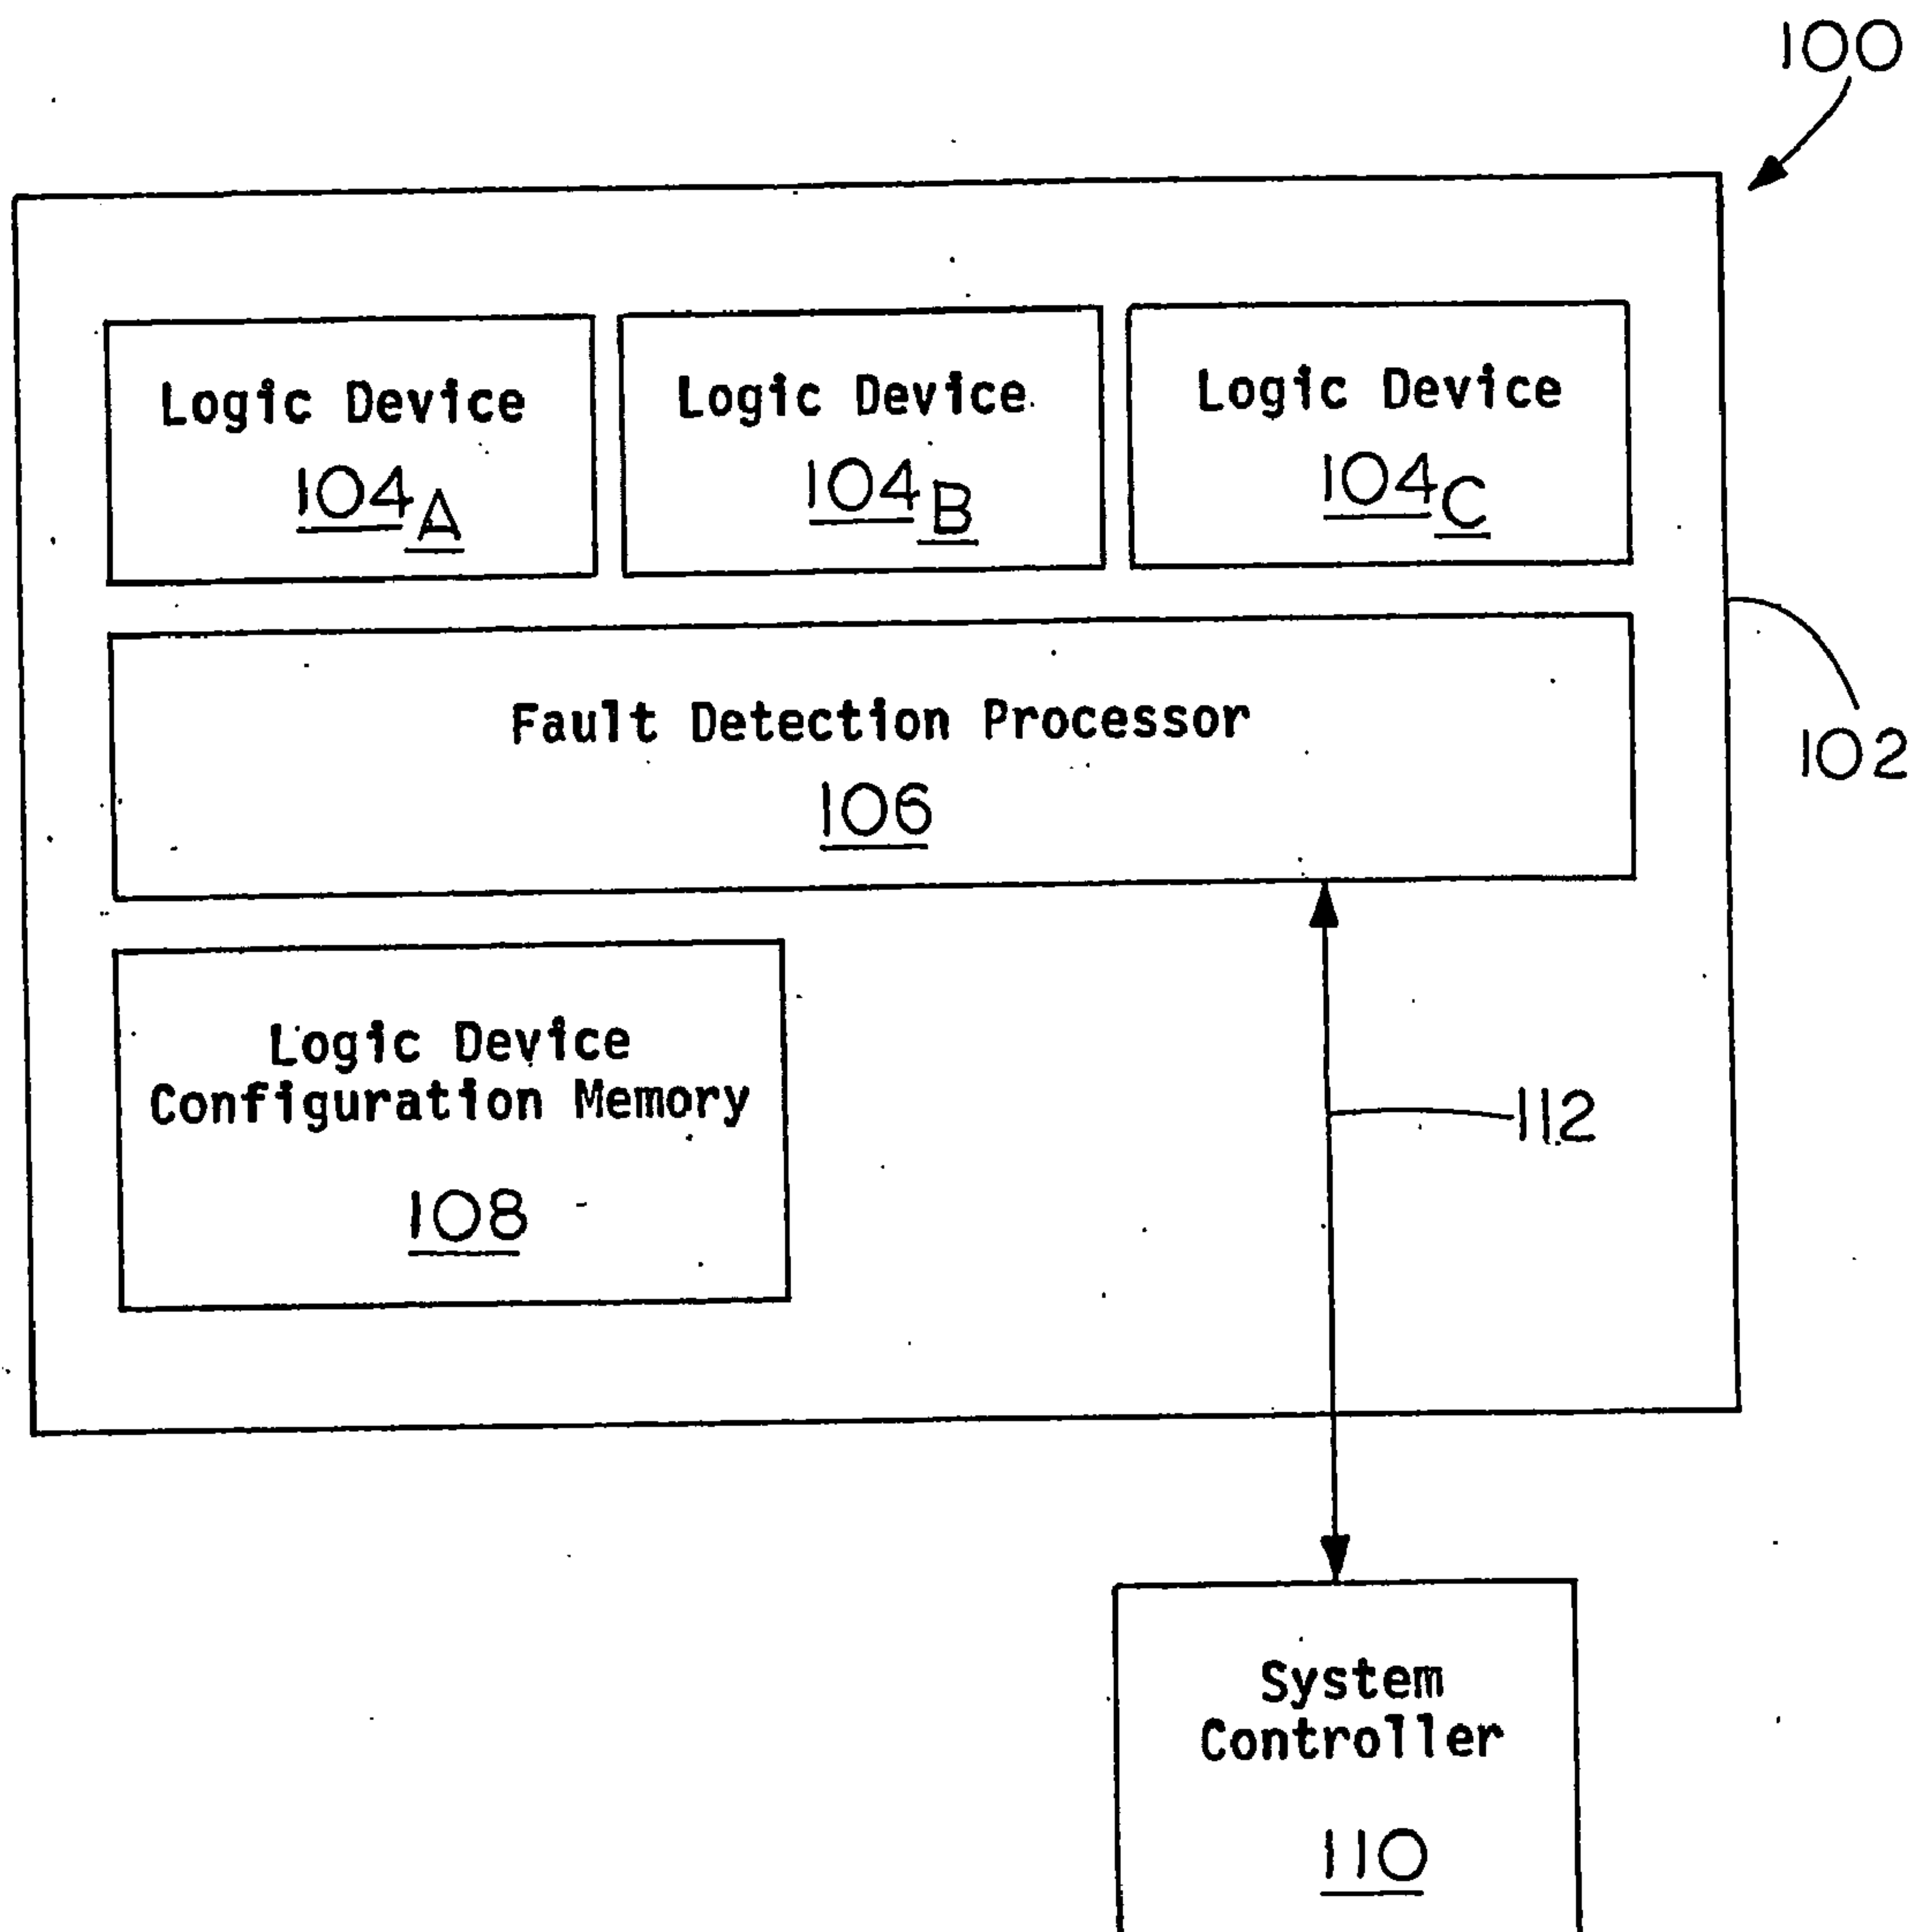 100
Logic Device
104A
Logic Device
104B
Logic Device
104C
Fault Detection Processor
106
102
Logic Device
Configuration Memory
108
112
System
Controller
110